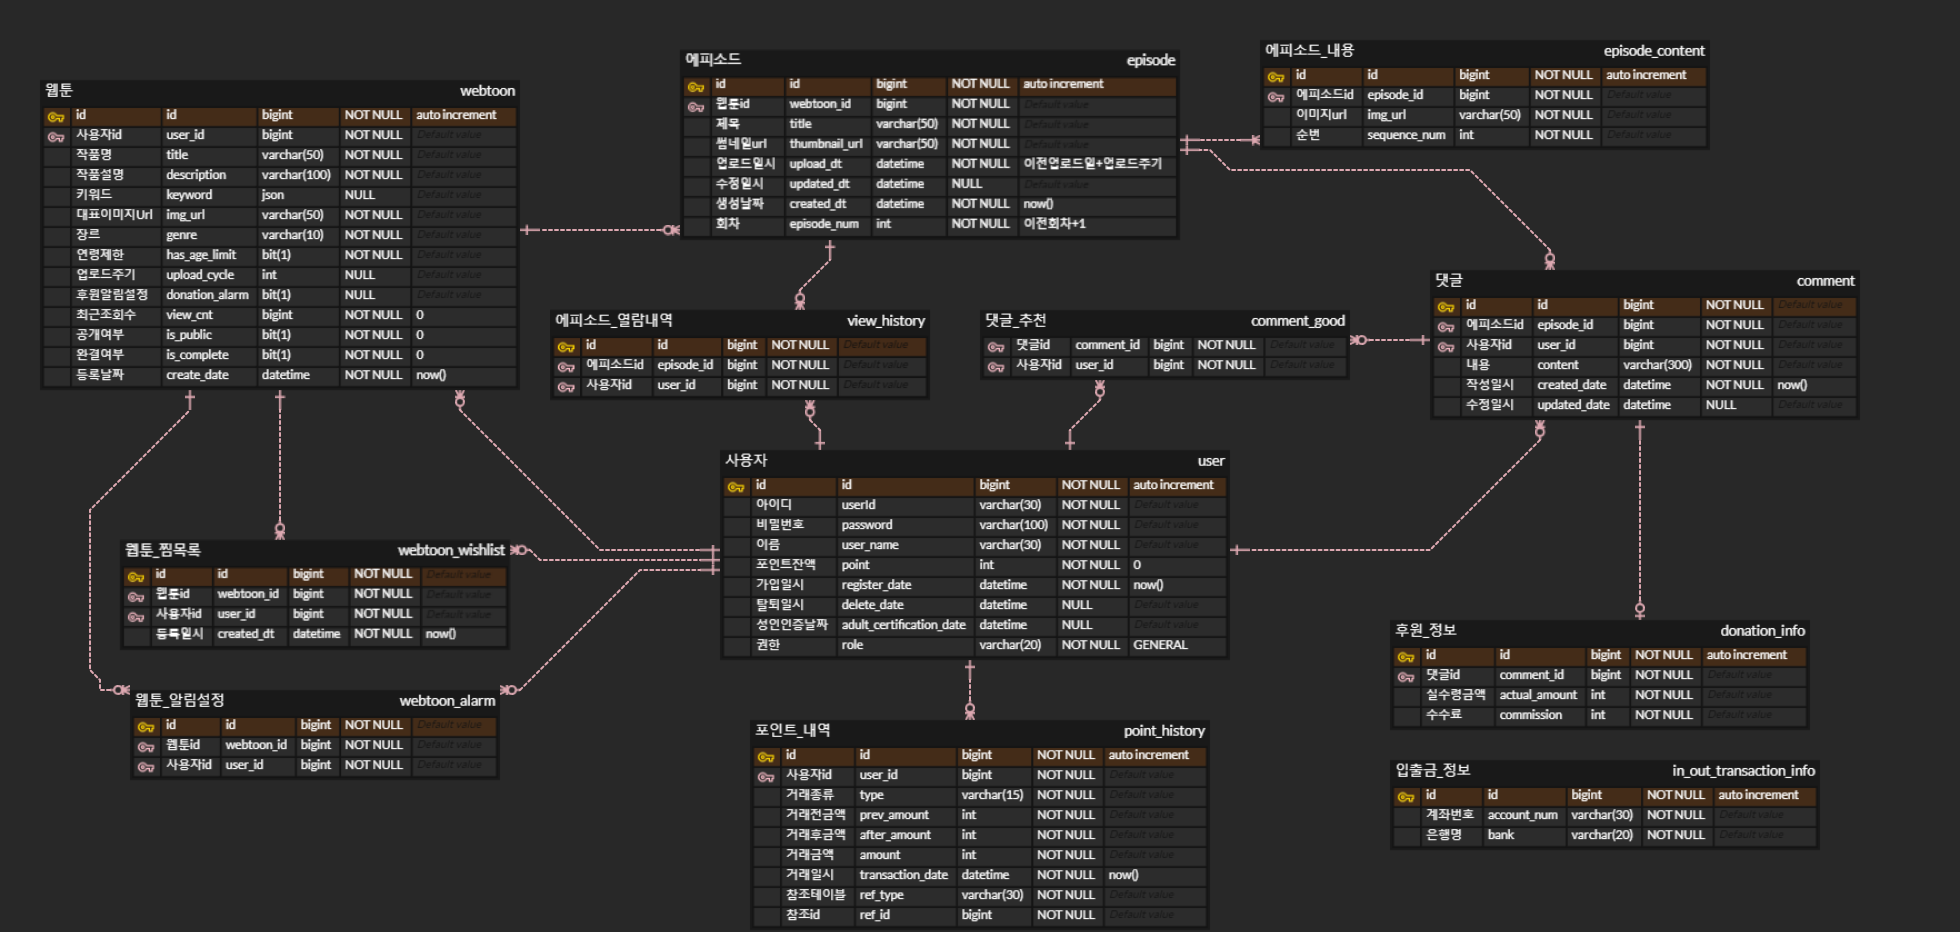 웹툰 webtoon
id id bigint NOT NULL auto increment
사용자id user_id bigint NOT NULL Default value
작품명 title varchar(50) NOT NULL Default value
작품설명 description varchar(100) NOT NULL Default value
키워드 keyword json NULL Default value
대표이미지Url img_url varchar(50) NOT NULL Default value
장르 genre varchar(10) NOT NULL Default value
연령제한 has_age_limit bit(1) NOT NULL Default value
업로드주기 upload_cycle int NULL Default value
후원알림설정 donation_alarm bit(1) NULL Default value
최근조회수 view_cnt bigint NOT NULL 0
공개여부 is_public bit(1) NOT NULL 0
완결여부 is_complete bit(1) NOT NULL 0
등록날짜 create_date datetime NOT NULL now()
에피소드 episode
id id bigint NOT NULL auto increment
웹툰id webtoon_id bigint NOT NULL Default value
제목 title varchar(50) NOT NULL Default value
썸네일url thumbnail_url varchar(50) NOT NULL Default value
업로드일시 upload_dt datetime NOT NULL 이전업로드일+업로드주기
수정일시 updated_dt datetime NULL Default value
생성날짜 created_dt datetime NOT NULL now()
회차 episode_num int NOT NULL 이전회차+1
에피소드_내용 episode_content
id id bigint NOT NULL auto increment
에피소드id episode_id bigint NOT NULL Default value
이미지url img_url varchar(50) NOT NULL Default value
순번 sequence_num int NOT NULL Default value
에피소드_열람내역 view_history
id id bigint NOT NULL Default value
에피소드id episode_id bigint NOT NULL Default value
사용자id user_id bigint NOT NULL Default value
댓글_추천 comment_good
댓글id comment_id bigint NOT NULL Default value
사용자id user_id bigint NOT NULL Default value
댓글 comment
id id bigint NOT NULL Default value
에피소드id episode_id bigint NOT NULL Default value
사용자id user_id bigint NOT NULL Default value
내용 content varchar(300) NOT NULL Default value
작성일시 created_date datetime NOT NULL now()
수정일시 updated_date datetime NULL Default value
사용자 user
id id bigint NOT NULL auto increment
아이디 userId varchar(30) NOT NULL Default value
비밀번호 password varchar(100) NOT NULL Default value
이름 user_name varchar(30) NOT NULL Default value
포인트잔액 point int NOT NULL 0
가입일시 register_date datetime NOT NULL now()
탈퇴일시 delete_date datetime NULL Default value
성인인증날짜 adult_certification_date datetime NULL Default value
권한 role varchar(20) NOT NULL GENERAL
웹툰_찜목록 webtoon_wishlist
id id bigint NOT NULL Default value
웹툰id webtoon_id bigint NOT NULL Default value
사용자id user_id bigint NOT NULL Default value
등록일시 created_dt datetime NOT NULL now()
웹툰_알림설정 webtoon_alarm
id id bigint NOT NULL Default value
웹툰id webtoon_id bigint NOT NULL Default value
사용자id user_id bigint NOT NULL Default value
포인트_내역 point_history
id id bigint NOT NULL auto increment
사용자id user_id bigint NOT NULL Default value
거래종류 type varchar(15) NOT NULL Default value
거래전금액 prev_amount int NOT NULL Default value
거래후금액 after_amount int NOT NULL Default value
거래금액 amount int NOT NULL Default value
거래일시 transaction_date datetime NOT NULL now()
참조테이블 ref_type varchar(30) NOT NULL Default value
참조id ref_id bigint NOT NULL Default value
후원_정보 donation_info
id id bigint NOT NULL auto increment
댓글id comment_id bigint NOT NULL Default value
실수령금액 actual_amount int NOT NULL Default value
수수료 commission int NOT NULL Default value
입출금_정보 in_out_transaction_info
id id bigint NOT NULL auto increment
계좌번호 account_num varchar(30) NOT NULL Default value
은행명 bank varchar(20) NOT NULL Default value